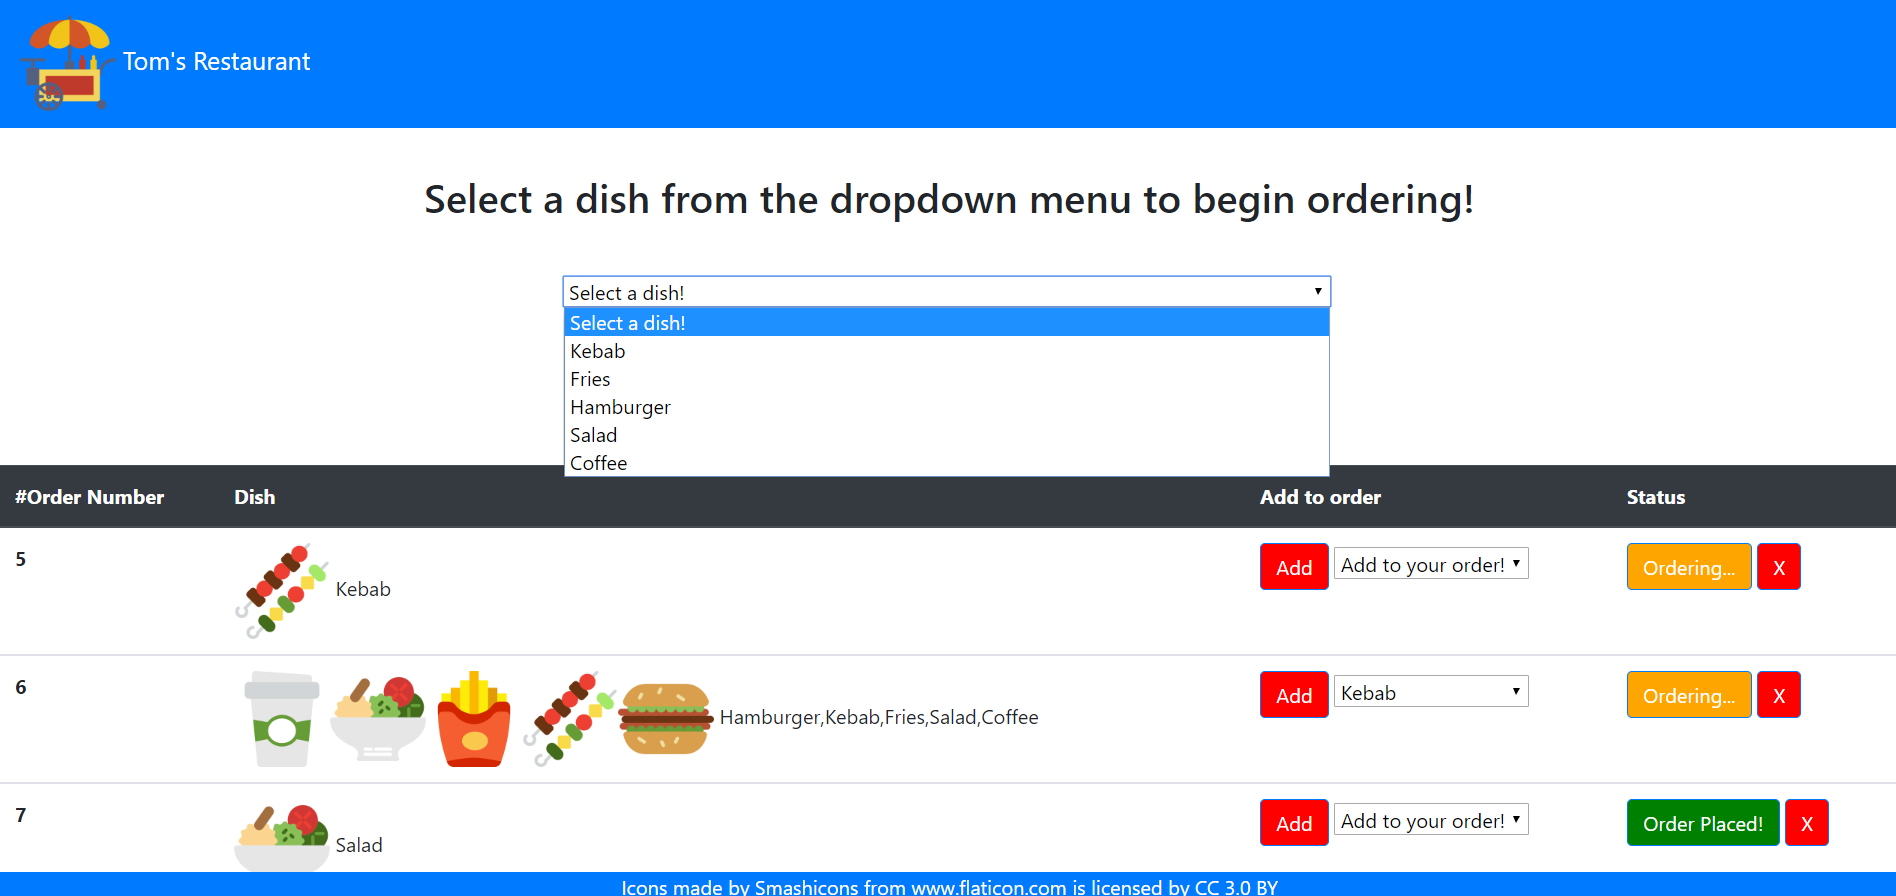 Tom's Restaurant
Select a dish from the dropdown menu to begin ordering!
Select a dish!
Select a dish!
Kebab
Fries
Hamburger
Salad
Coffee
#Order Number Dish Add to order Status
5 Kebab Add Add to your order! Ordering... X
6 Hamburger,Kebab,Fries,Salad,Coffee Add Kebab Ordering... X
7 Salad Add Add to your order! Order Placed! X
Icons made by Smashicons from www.flaticon.com is licensed by CC 3.0 BY